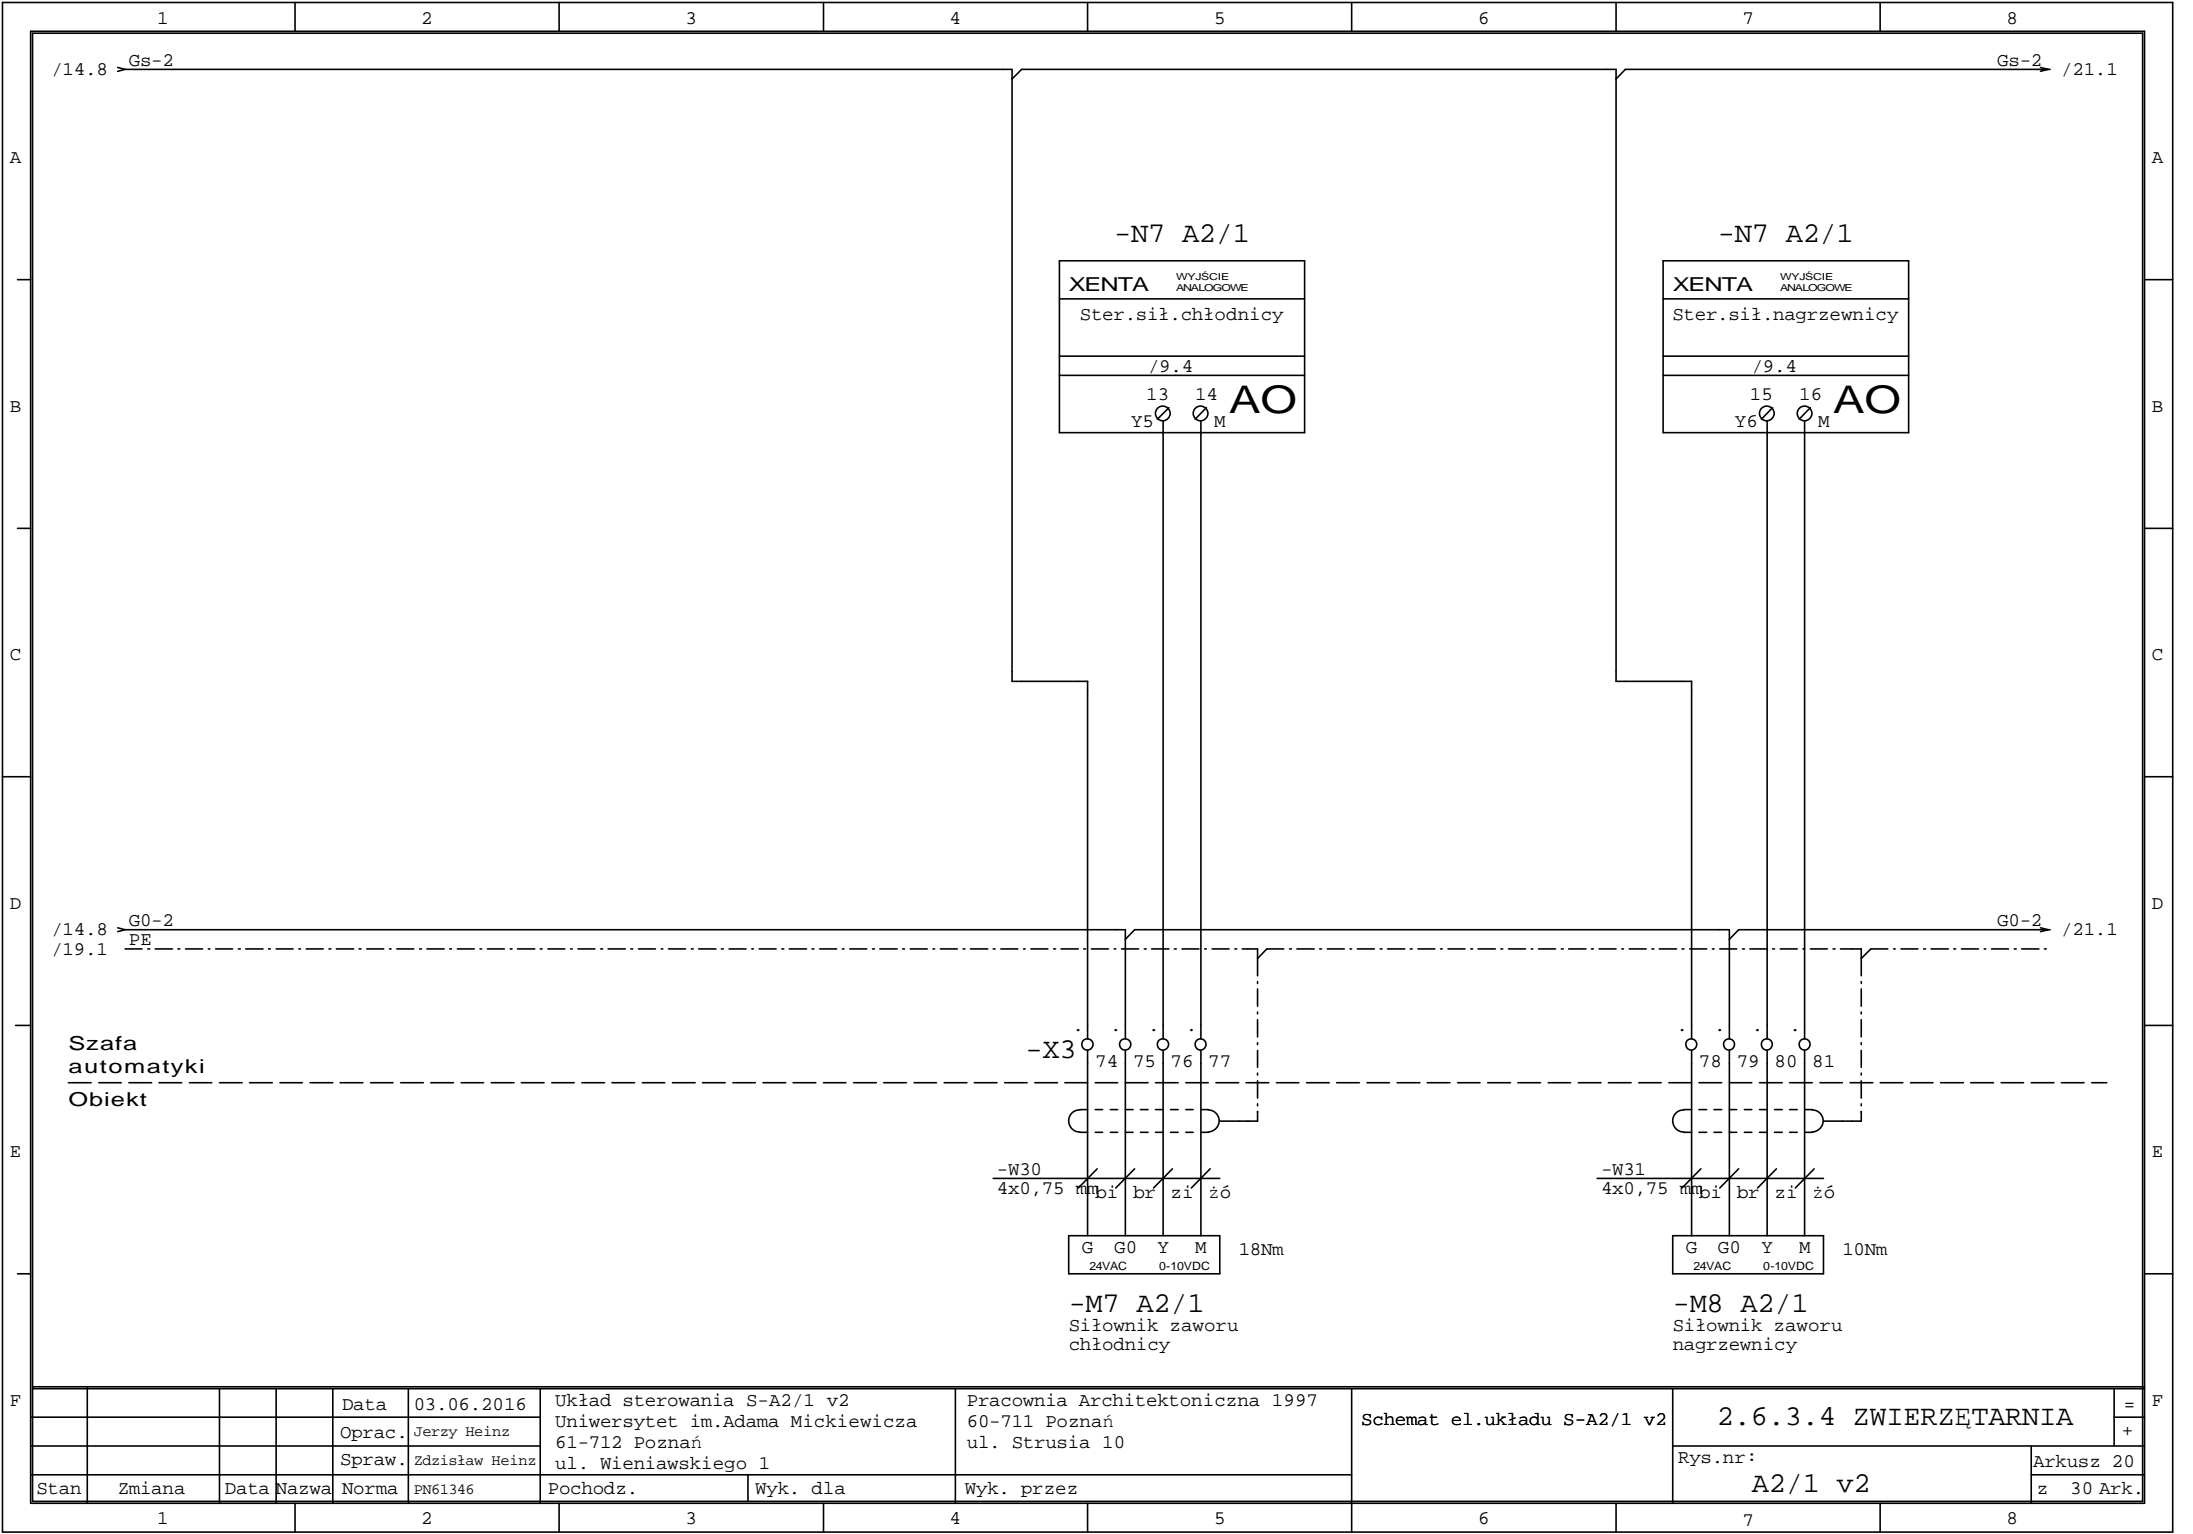 1 2 3 4 5 6 7 8
/14.8 Gs-2 Gs-2 /21.1
A A
-N7 A2/1 -N7 A2/1
XENTA WYJŚCIE ANALOGOWE XENTA WYJŚCIE ANALOGOWE
Ster.sił.chłodnicy Ster.sił.nagrzewnicy
/9.4 /9.4
13 14 AO 15 16 AO
B B
Y5 M Y6 M
C C
D D
/14.8 G0-2 G0-2 /21.1
/19.1 PE
Szafa
automatyki
-X3 74 75 76 77 78 79 80 81
Obiekt
E E
-W30 -W31
4x0,75 mm bi br zi żó 4x0,75 mm bi br zi żó
G G0 Y M 18Nm G G0 Y M 10Nm
24VAC 0-10VDC 24VAC 0-10VDC
-M7 A2/1 -M8 A2/1
Siłownik zaworu Siłownik zaworu
chłodnicy nagrzewnicy
F F
Data 03.06.2016
Oprac. Jerzy Heinz
Spraw. Zdzisław Heinz
Stan Zmiana Data Nazwa Norma PN61346
Układ sterowania S-A2/1 v2
Uniwersytet im.Adama Mickiewicza
61-712 Poznań
ul. Wieniawskiego 1
Pochodz. Wyk. dla
Pracownia Architektoniczna 1997
60-711 Poznań
ul. Strusia 10
Wyk. przez
Schemat el.układu S-A2/1 v2
2.6.3.4 ZWIERZĘTARNIA
=
+
Rys.nr:
A2/1 v2
Arkusz 20
z 30 Ark.
1 2 3 4 5 6 7 8